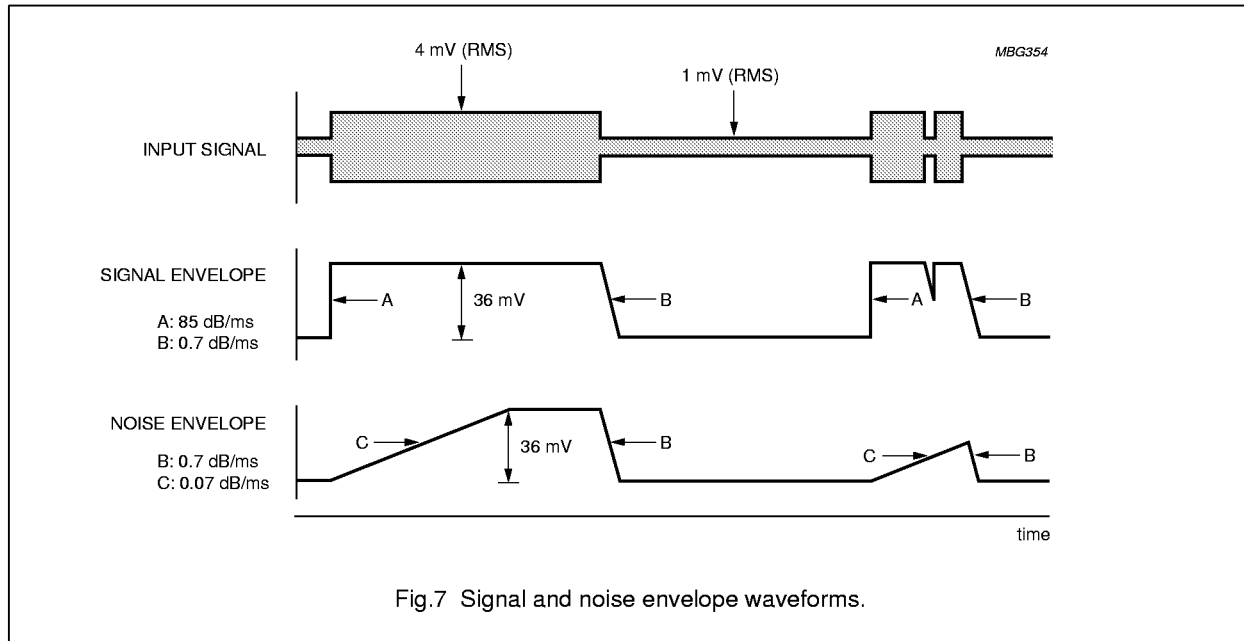 4 mV (RMS)
MBG354
1 mV (RMS)
INPUT SIGNAL
SIGNAL ENVELOPE
A
36 mV
B
A
B
A: 85 dB/ms
B: 0.7 dB/ms
NOISE ENVELOPE
C
36 mV
B
C
B
B: 0.7 dB/ms
C: 0.07 dB/ms
time
Fig.7 Signal and noise envelope waveforms.